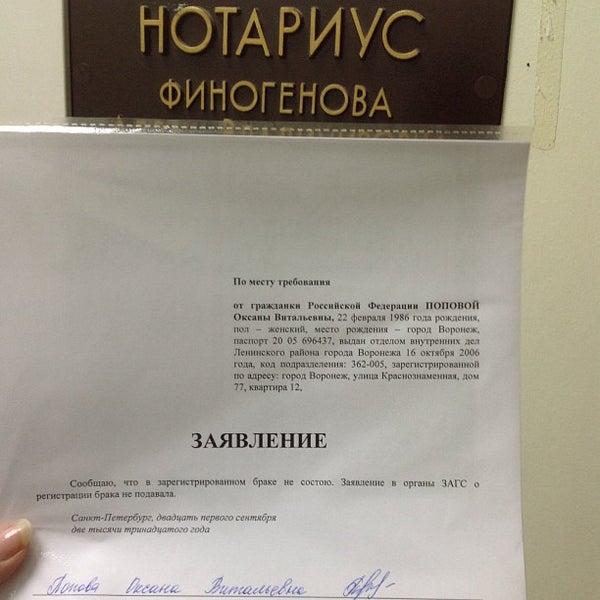 НОТАРИУС
ФИНОГЕНОВА
По месту требования
от гражданки Российской Федерации ПОПОВОЙ
Оксаны Витальевны, 22 февраля 1986 года рождения,
пол – женский, место рождения – город Воронеж,
паспорт 20 05 696437, выдан отделом внутренних дел
Ленинского района города Воронежа 16 октября 2006
года, код подразделения: 362-005, зарегистрированной
по адресу: город Воронеж, улица Краснознаменная, дом
77, квартира 12,
ЗАЯВЛЕНИЕ
Сообщаю, что в зарегистрированном браке не состою. Заявление в органы ЗАГС о
регистрации брака не подавала.
Санкт-Петербург, двадцать первого сентября
две тысячи тринадцатого года
Попова Оксана Витальевна